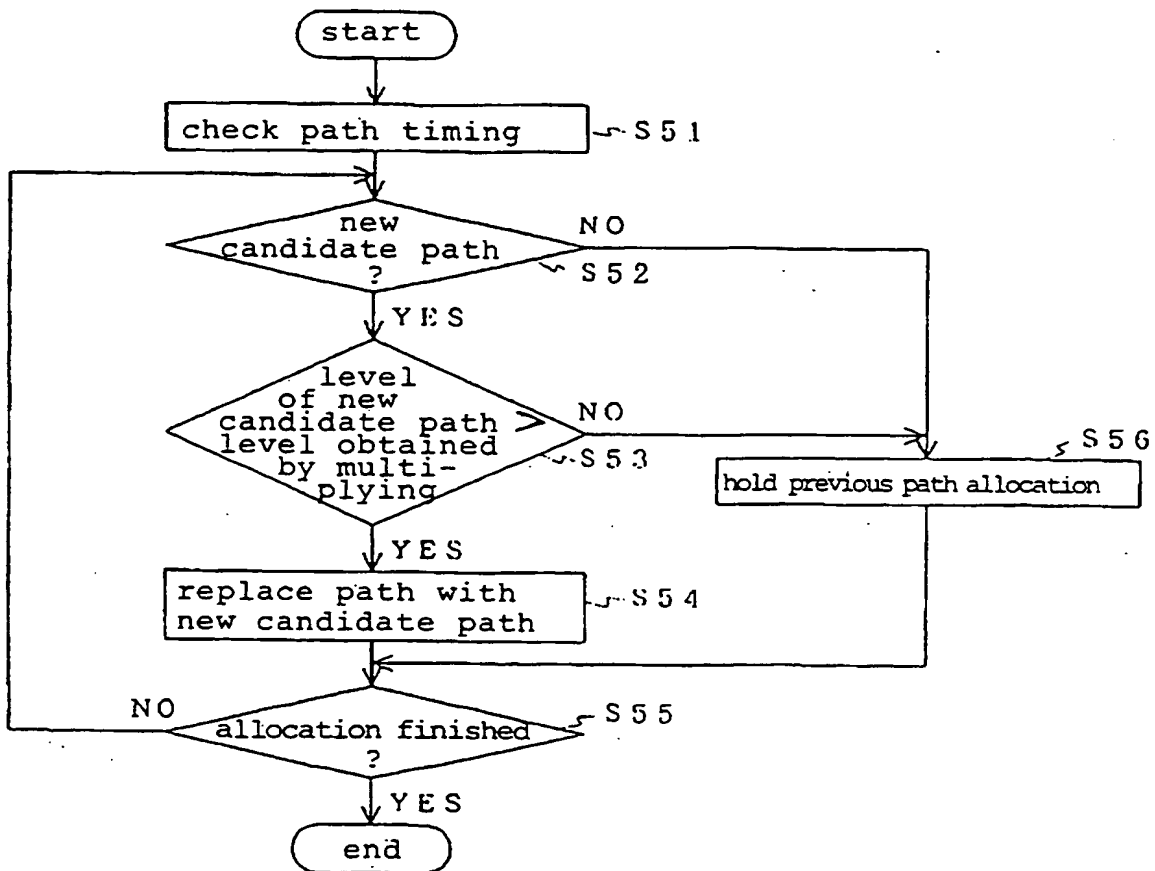 start
check path timing
S51
new
candidate path
?
NO
S52
YES
level
of new
candidate path >
level obtained
by multi-
plying
NO
S53
S56
hold previous path allocation
YES
replace path with
new candidate path
S54
NO
allocation finished
?
S55
YES
end